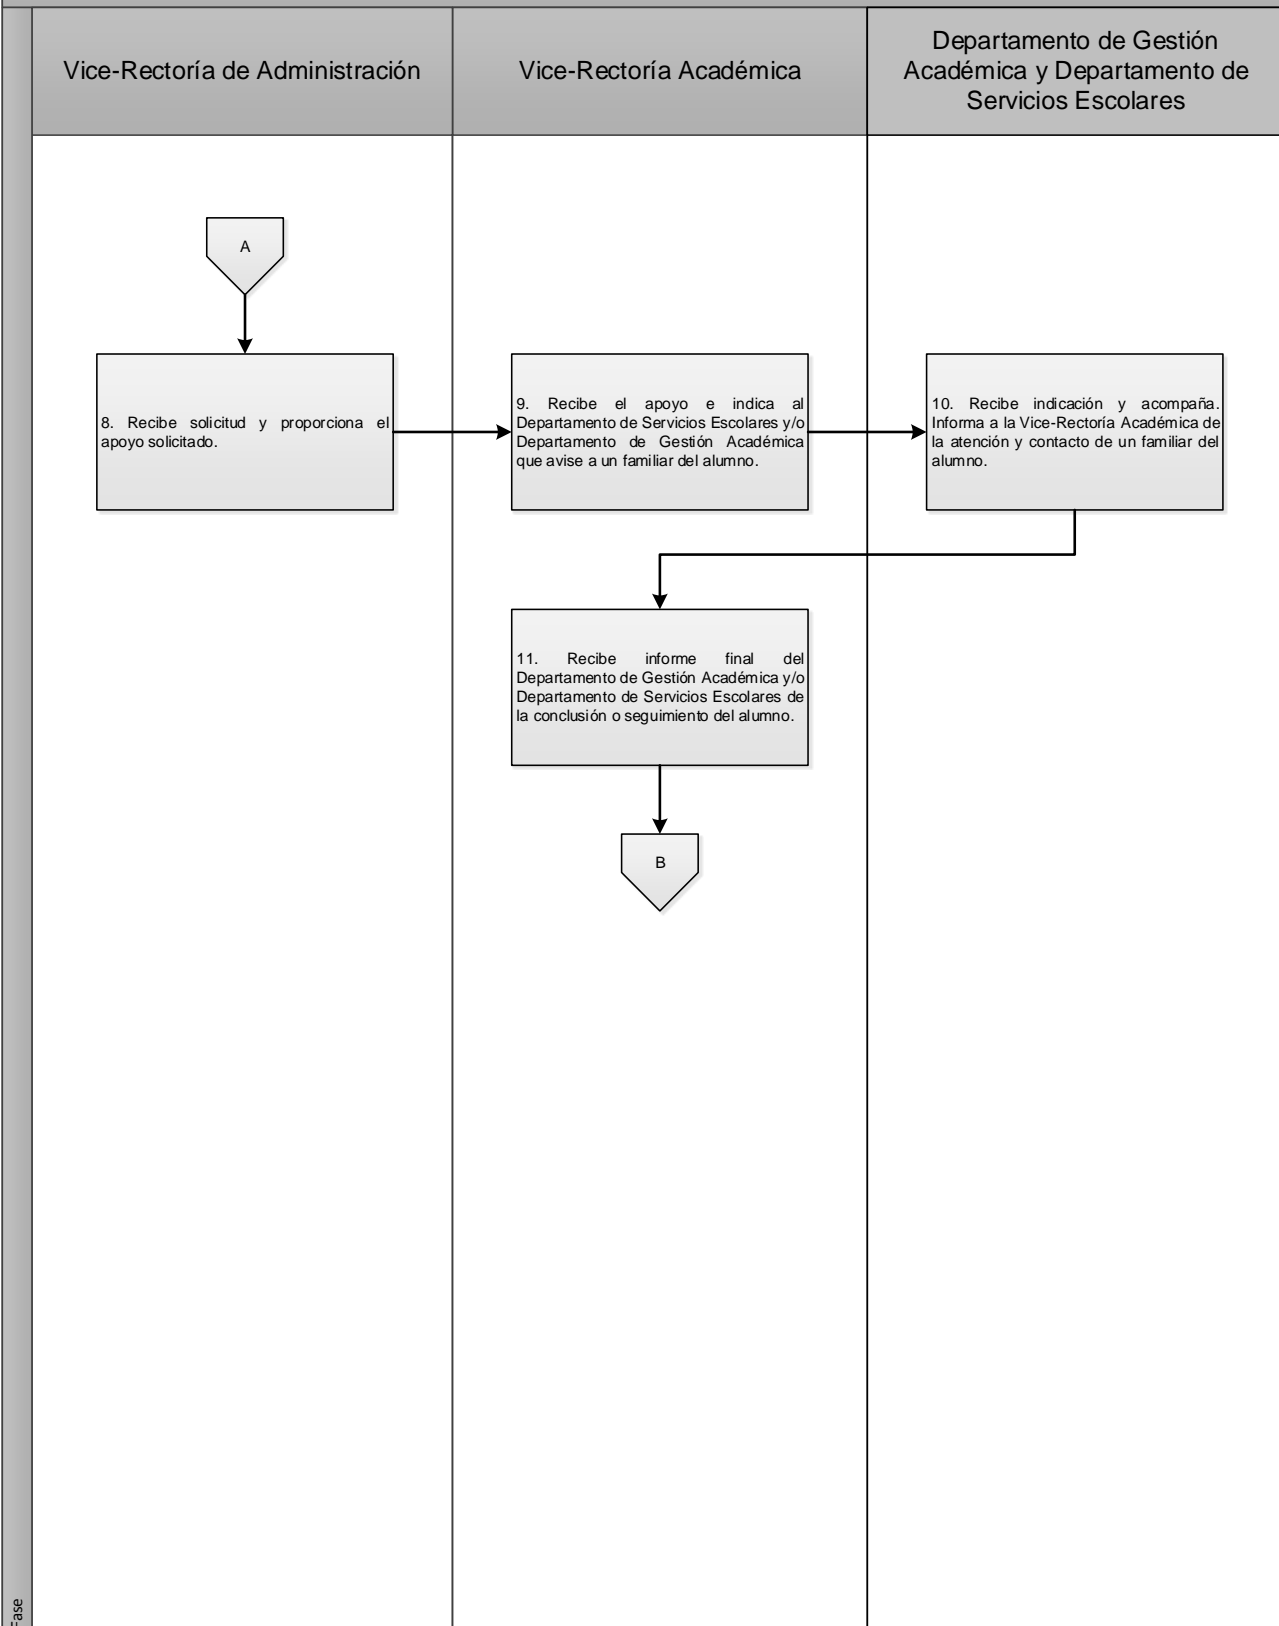 Vice-Rectoría de Administración
Vice-Rectoría Académica
Departamento de Gestión
Académica y Departamento de
Servicios Escolares
A
8. Recibe solicitud y proporciona el
apoyo solicitado.
9. Recibe el apoyo e indica al
Departamento de Servicios Escolares y/o
Departamento de Gestión Académica
que avise a un familiar del alumno.
10. Recibe indicación y acompaña.
Informa a la Vice-Rectoría Académica de
la atención y contacto de un familiar del
alumno.
11. Recibe informe final del
Departamento de Gestión Académica y/o
Departamento de Servicios Escolares de
la conclusión o seguimiento del alumno.
B
Fase